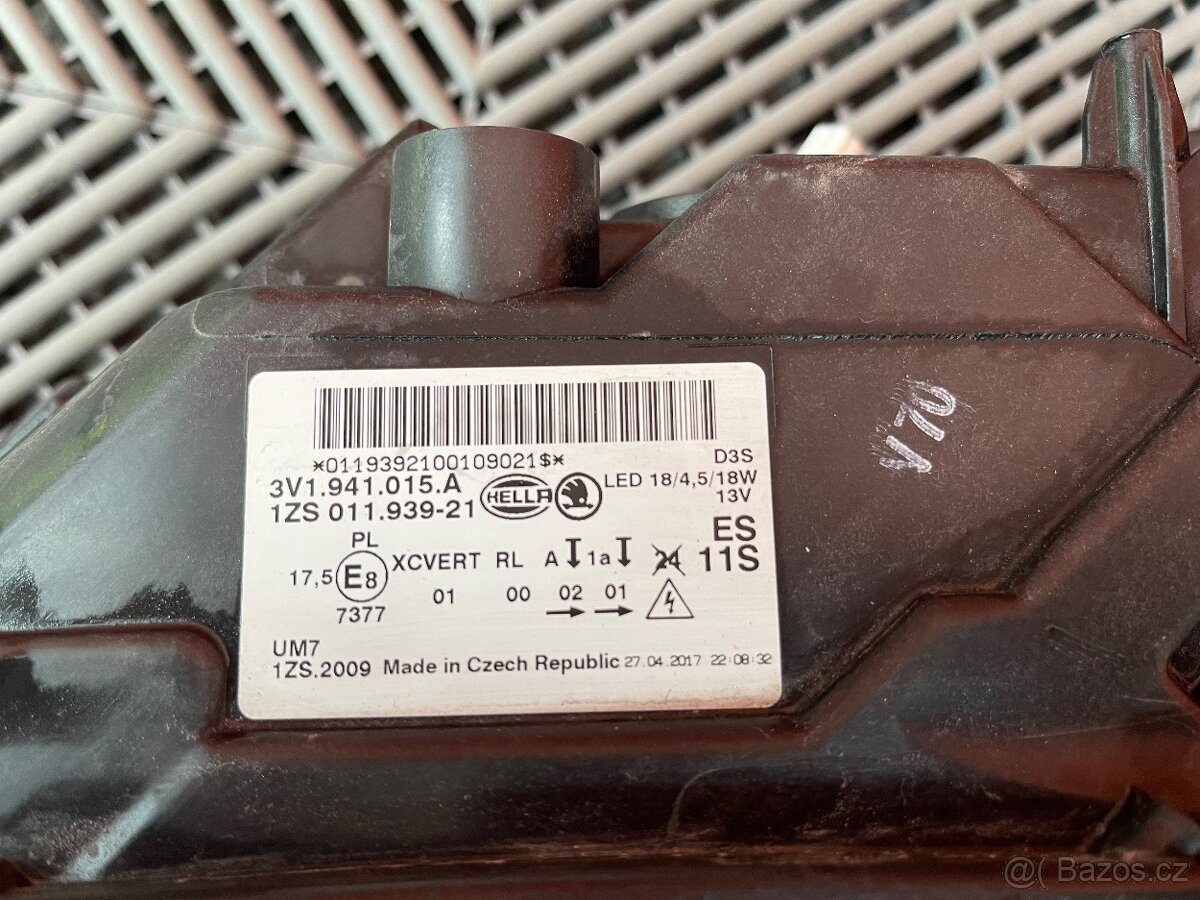 *0119392100109021$*
D3S
3V1.941.015.A
HELLA
LED 18/4,5/18W
1ZS 011.939-21
13V
ES
PL
XCVERT RL A 1a 24 11S
17,5 E8
01 00 02 01
7377
UM7
1ZS.2009 Made in Czech Republic 27.04.2017 22:08:32
Bazos.cz